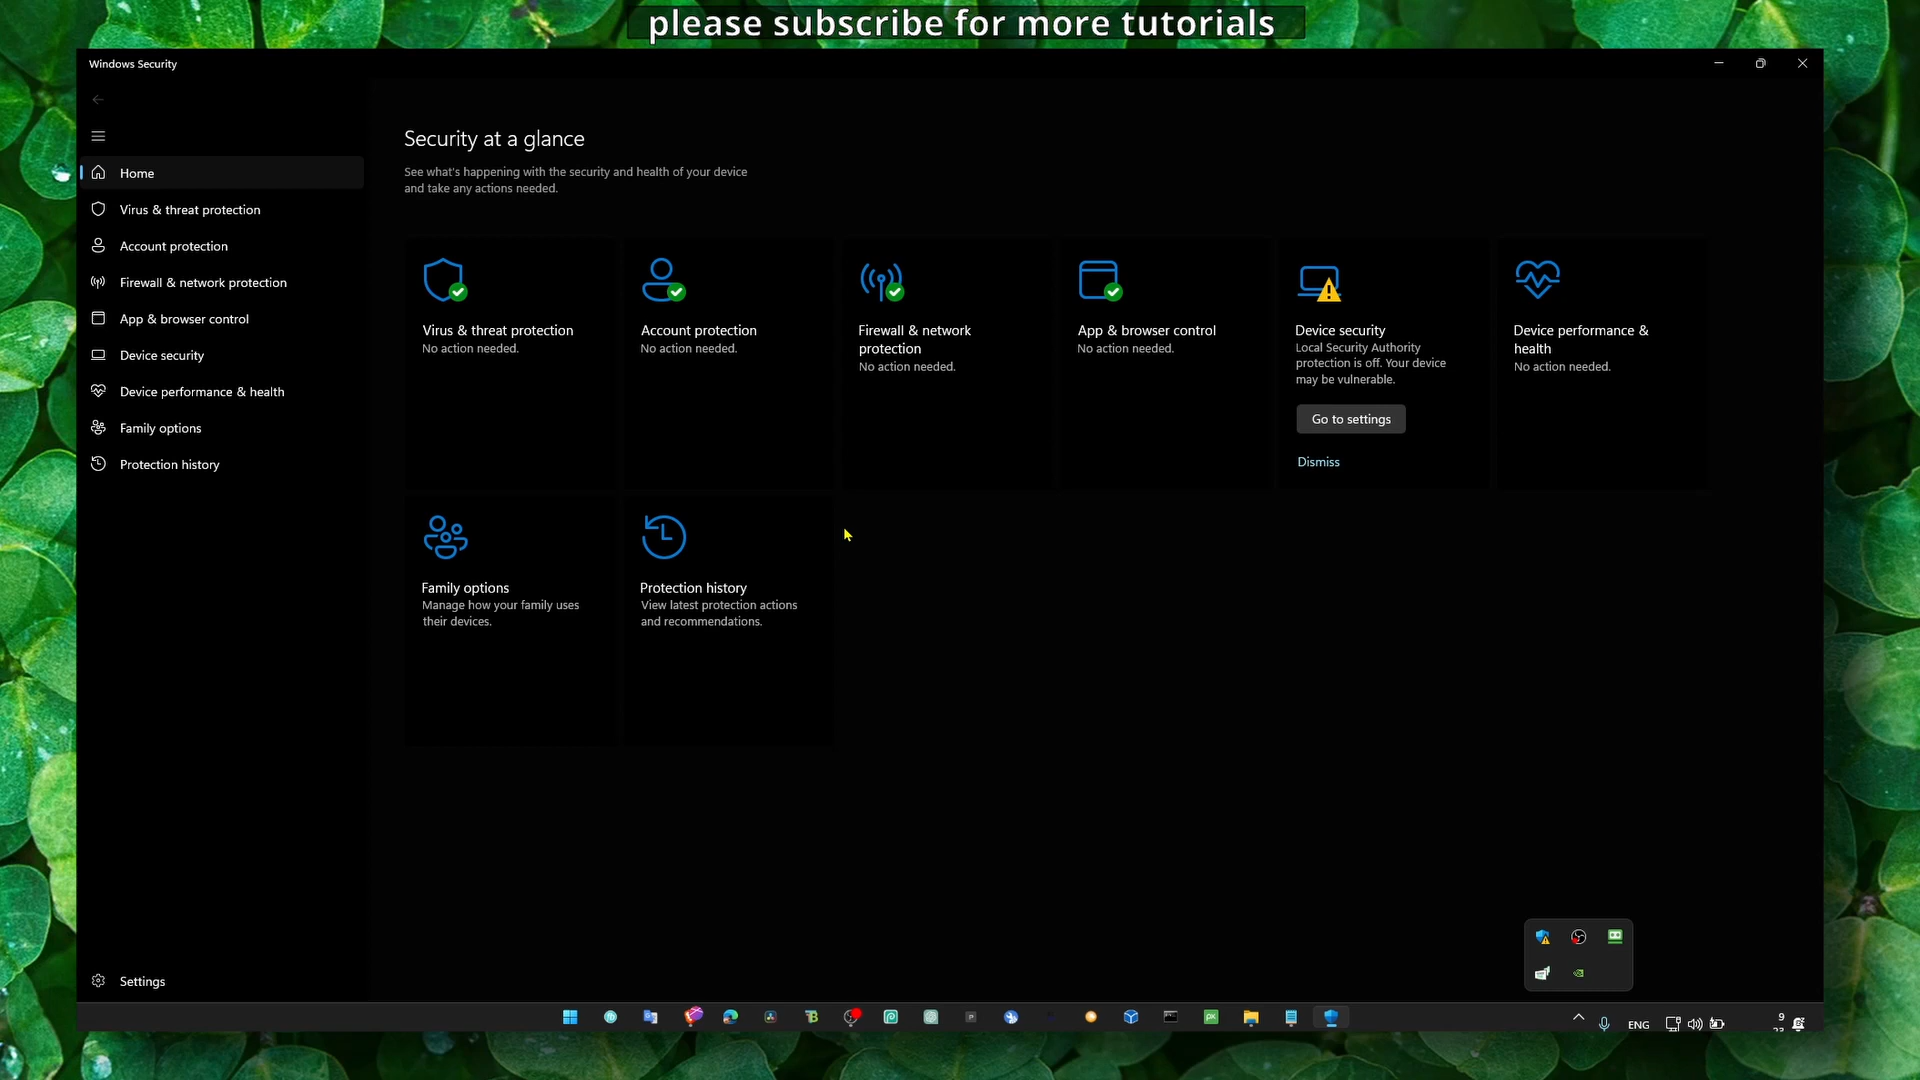 please subscribe for more tutorials
Windows Security
Home
Virus & threat protection
Account protection
Firewall & network protection
App & browser control
Device security
Device performance & health
Family options
Protection history
Settings
Security at a glance
See what's happening with the security and health of your device
and take any actions needed.
Virus & threat protection
No action needed.
Account protection
No action needed.
Firewall & network
protection
No action needed.
App & browser control
No action needed.
Device security
Local Security Authority
protection is off. Your device
may be vulnerable.
Go to settings
Dismiss
Device performance &
health
No action needed.
Family options
Manage how your family uses
their devices.
Protection history
View latest protection actions
and recommendations.
ENG
9